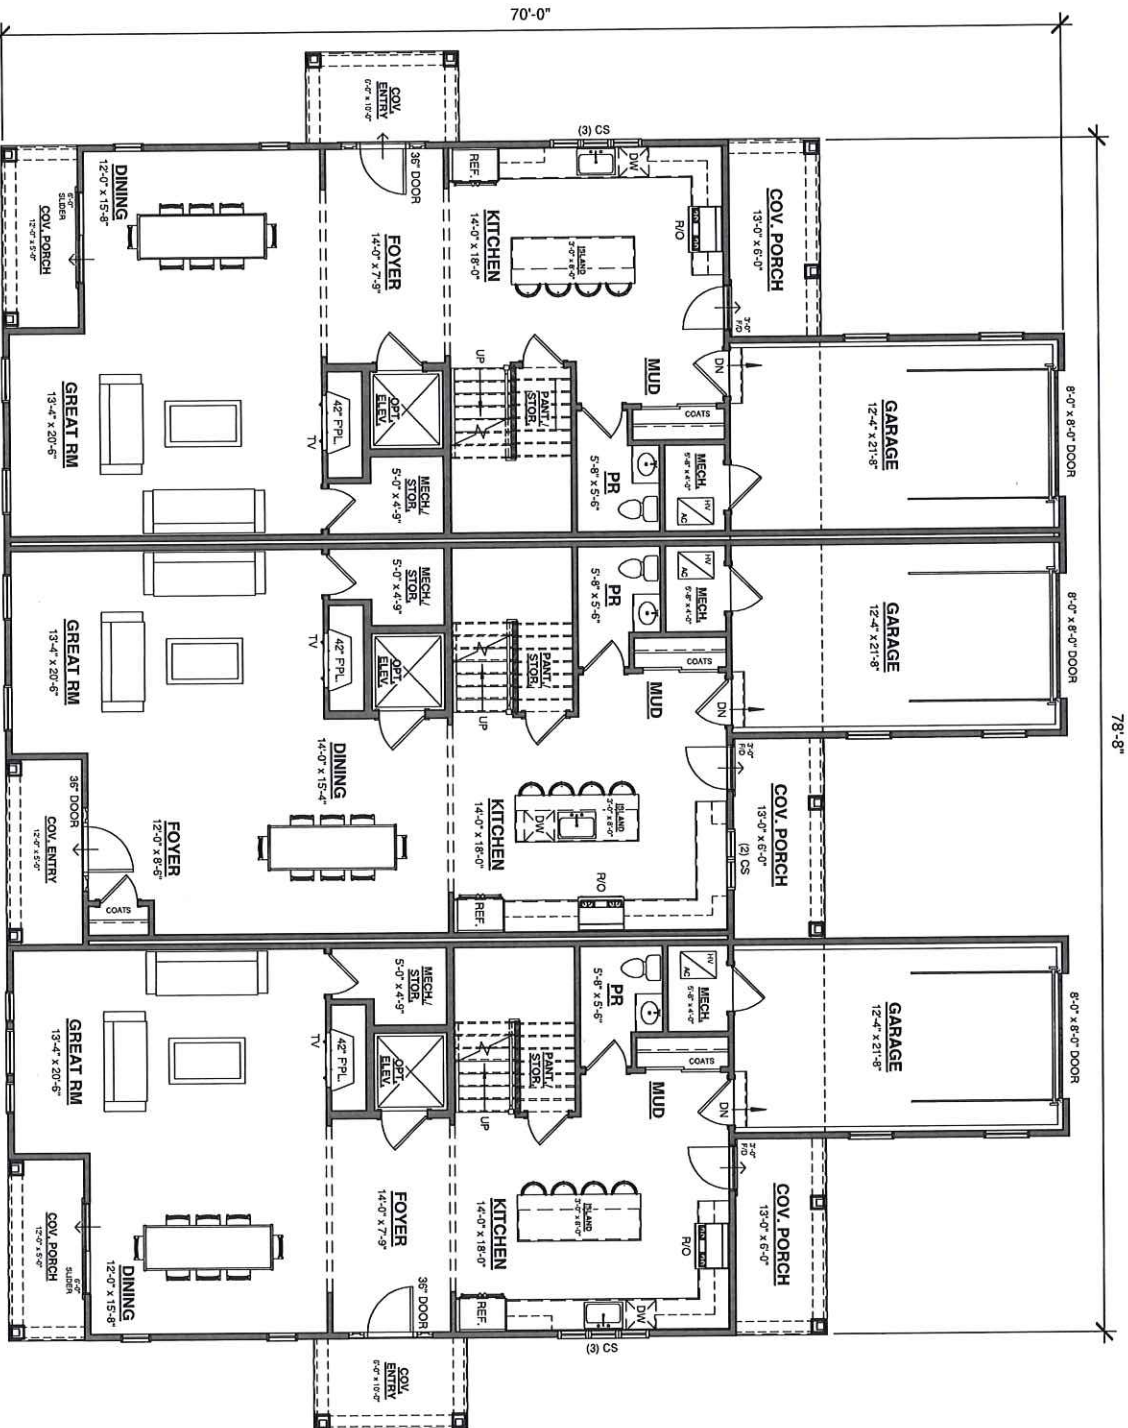 70'-0"
78'-8"
COV.
ENTRY
6'-0" x 10'-0"
(3) CS
36" DOOR
REF.
DW
DINING
12'-0" x 15'-8"
6'-0"
SLIDER
COV. PORCH
12'-0" x 5'-0"
FOYER
14'-0" x 7'-9"
KITCHEN
14'-0" x 18'-0"
ISLAND
3'-0" x 8'-0"
R/O
COV. PORCH
13'-0" x 6'-0"
3'-0"
F/D
UP
PANT./
STOR.
MUD
DN
COATS
OPT.
ELEV.
42" F'PL.
TV
GREAT RM
13'-4" x 20'-6"
MECH./
STOR.
5'-0" x 4'-9"
PR
5'-8" x 5'-6"
MECH.
5'-8" x 4'-0"
HV
AC
GARAGE
12'-4" x 21'-8"
8'-0" x 8'-0" DOOR
MECH./
STOR.
5'-0" x 4'-9"
PR
5'-8" x 5'-6"
HV
AC
MECH.
5'-8" x 4'-0"
GARAGE
12'-4" x 21'-8"
8'-0" x 8'-0" DOOR
GREAT RM
13'-4" x 20'-6"
42" F'PL.
TV
OPT.
ELEV.
PANT./
STOR.
UP
COATS
MUD
DN
3'-0"
F/D
DINING
14'-0" x 15'-4"
KITCHEN
14'-0" x 18'-0"
ISLAND
3'-0" x 8'-0"
DW
COV. PORCH
13'-0" x 6'-0"
(2) CS
36" DOOR
COV. ENTRY
12'-0" x 5'-0"
FOYER
12'-0" x 8'-6"
COATS
R/O
REF.
MECH./
STOR.
5'-0" x 4'-9"
PR
5'-8" x 5'-6"
HV
AC
MECH.
5'-8" x 4'-0"
GARAGE
12'-4" x 21'-8"
8'-0" x 8'-0" DOOR
GREAT RM
13'-4" x 20'-6"
42" F'PL.
TV
OPT.
ELEV.
PANT./
STOR.
UP
COATS
MUD
DN
3'-0"
F/D
FOYER
14'-0" x 7'-9"
KITCHEN
14'-0" x 18'-0"
ISLAND
3'-0" x 8'-0"
R/O
COV. PORCH
13'-0" x 6'-0"
COV. PORCH
12'-0" x 5'-0"
6'-0"
SLIDER
DINING
12'-0" x 15'-8"
36" DOOR
REF.
DW
(3) CS
COV.
ENTRY
6'-0" x 10'-0"